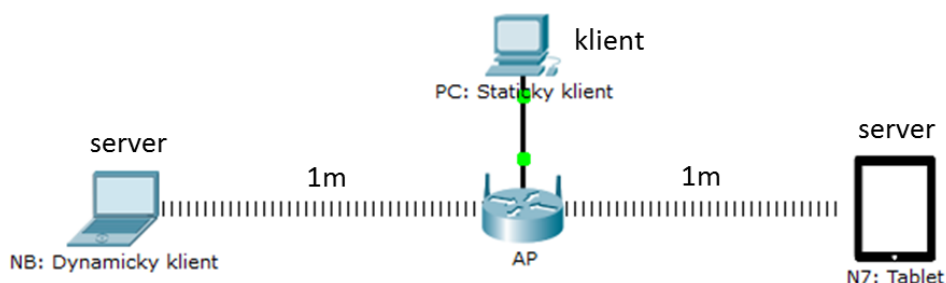 klient
PC: Staticky klient
server
server
1m
1m
NB: Dynamicky klient
AP
N7: Tablet